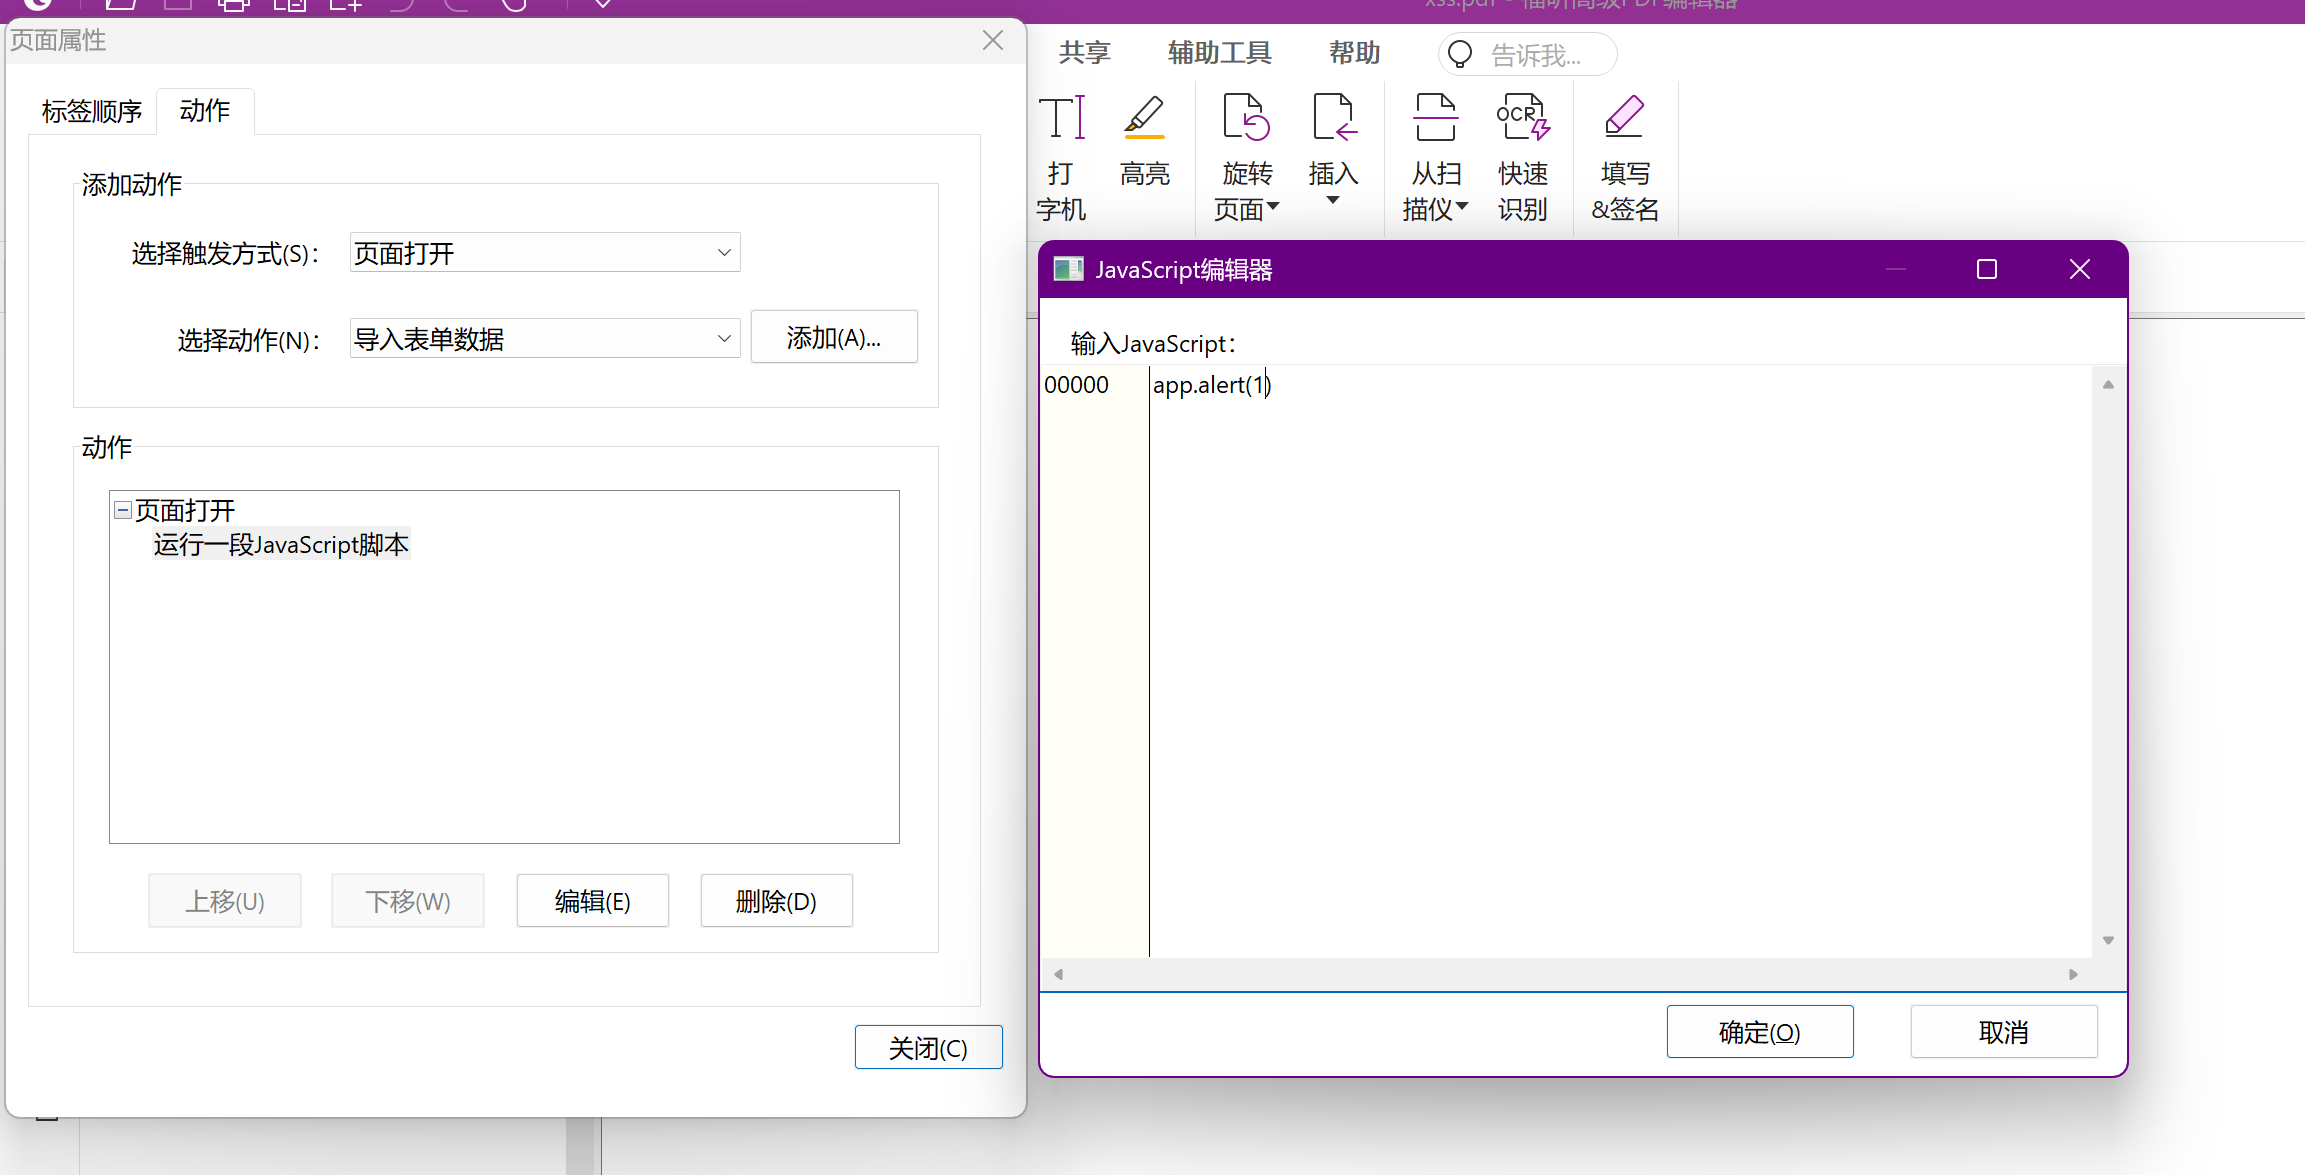 xss.pdf - 福昕高级PDF编辑器
页面属性
共享
辅助工具
帮助
告诉我...
标签顺序
动作
打
字机
高亮
旋转
页面
插入
从扫
描仪
OCR
快速
识别
填写
&签名
添加动作
选择触发方式(S)：
页面打开
选择动作(N)：
导入表单数据
添加(A)...
动作
页面打开
运行一段JavaScript脚本
上移(U)
下移(W)
编辑(E)
删除(D)
关闭(C)
JavaScript编辑器
输入JavaScript：
00000
app.alert(1)
确定(O)
取消